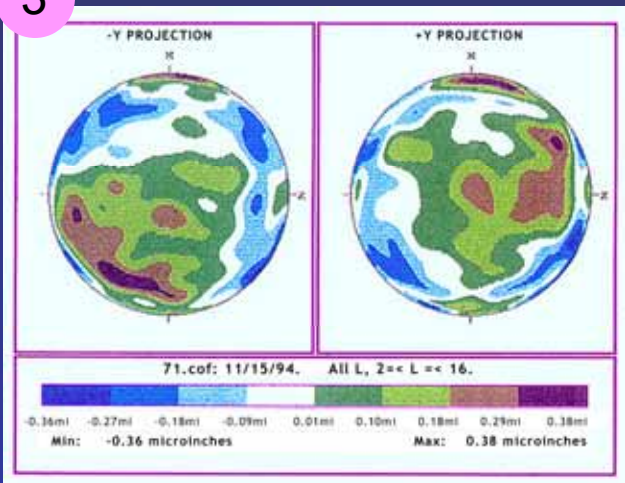 3
-Y PROJECTION
+Y PROJECTION
X
X
Z
Z
71.cof: 11/15/94. All L, 2=< L =< 16.
-0.36mi -0.27mi -0.18mi -0.09mi 0.01mi 0.10mi 0.18mi 0.29mi 0.38mi
Min: -0.36 microinches Max: 0.38 microinches